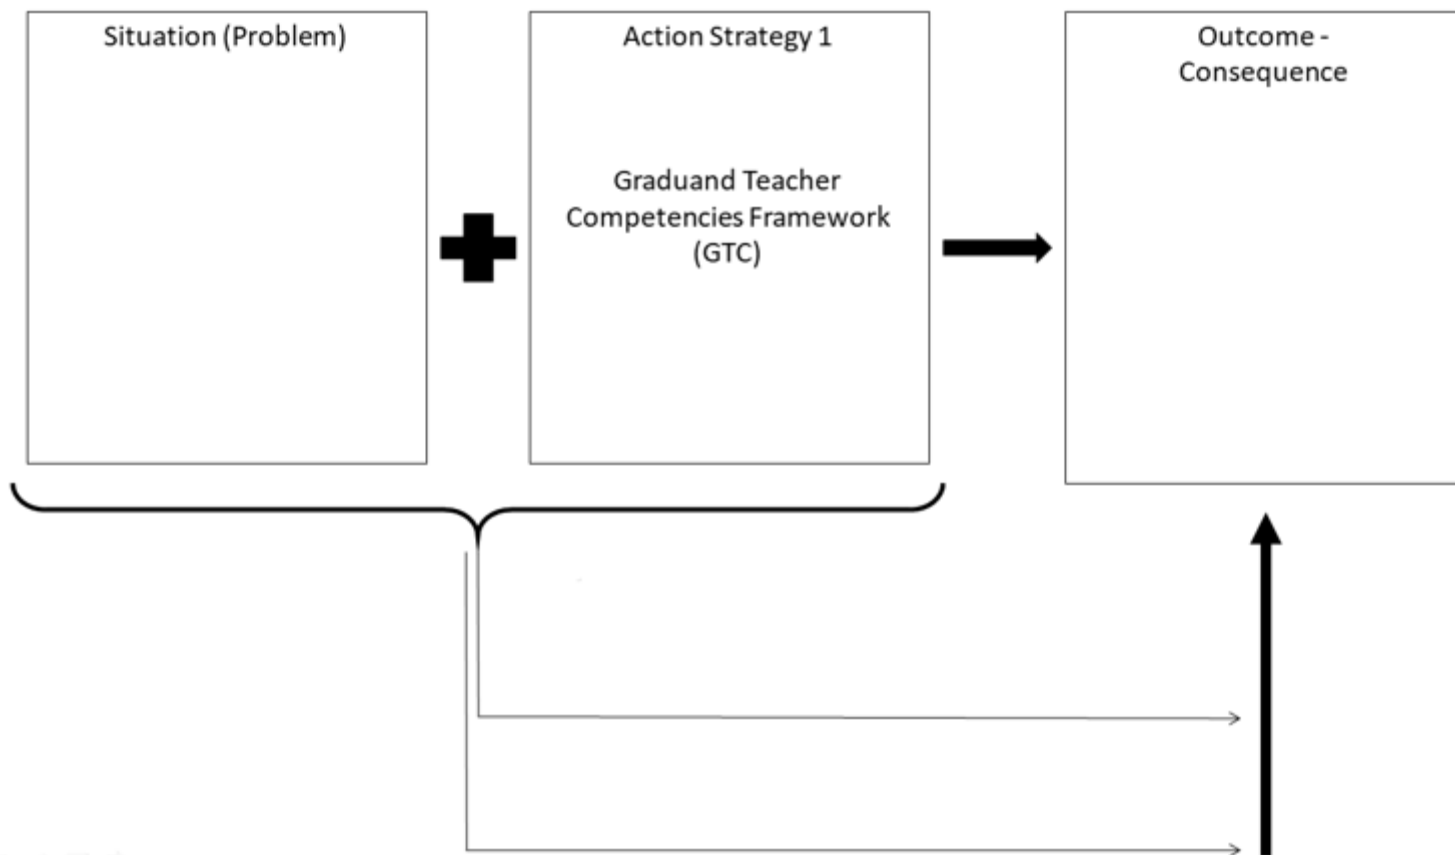 Situation (Problem)
Action Strategy 1
Graduand Teacher
Competencies Framework
(GTC)
Outcome -
Consequence